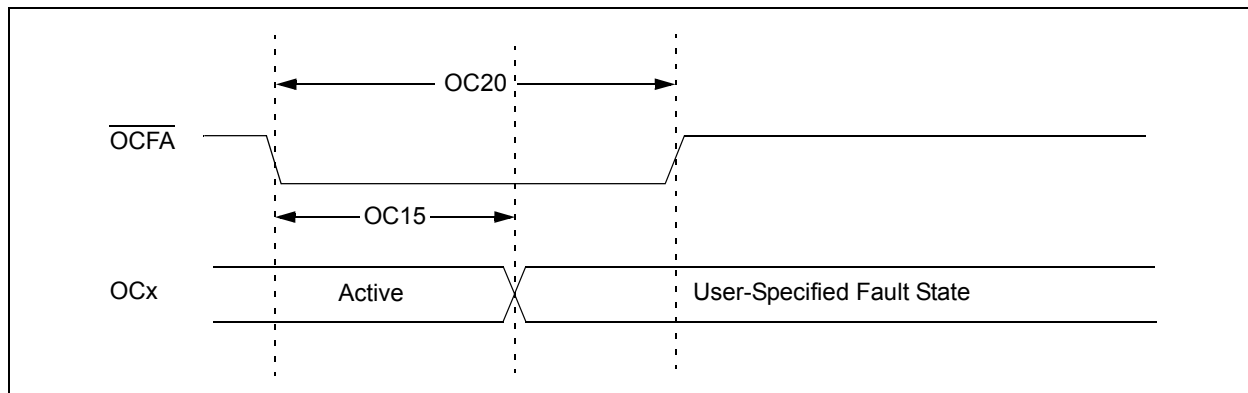 OC20
OCFA
OC15
OCx
Active
User-Specified Fault State